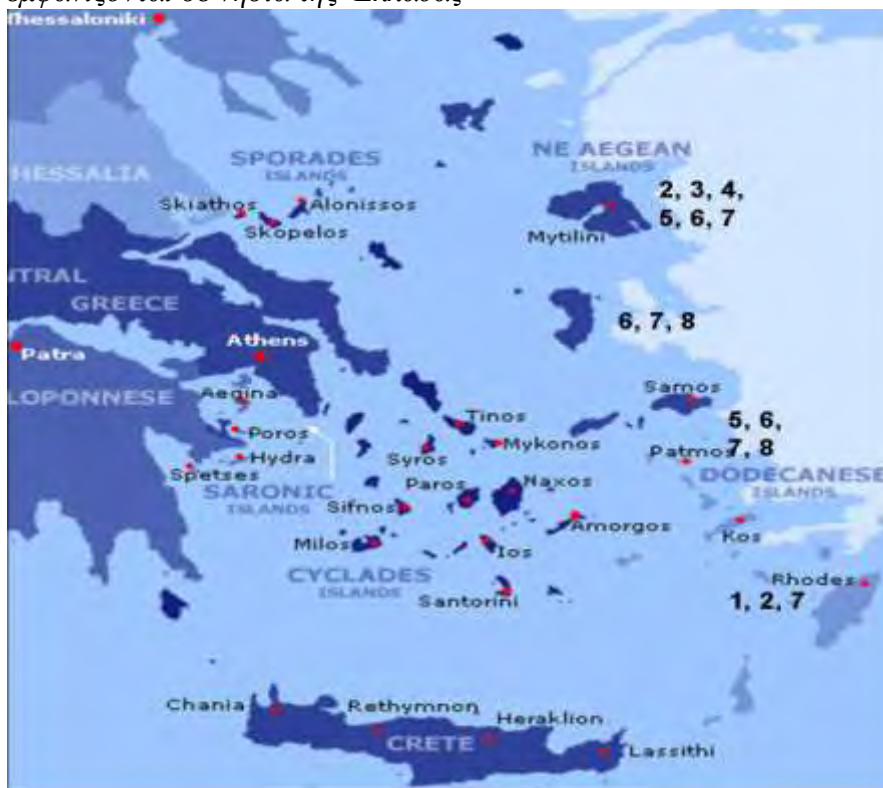 Thessaloniki
THESSALIA
SPORADES
ISLANDS
NE AEGEAN
ISLANDS
Skiathos
Alonissos
Skopelos
2, 3, 4,
5, 6, 7
Mytilini
NTRAL
GREECE
6, 7, 8
Athens
Patra
Aegina
LOPONNESE
Samos
Tinos
5, 6,
7, 8
Poros
Mykonos
Patmos
Hydra
Syros
Spetses
SARONIC
ISLANDS
Paros
Naxos
DODECANESE
ISLANDS
Sifnos
Amorgos
Kos
Milos
Ios
CYCLADES
ISLANDS
Rhodes
1, 2, 7
Santorini
Chania
Rethymnon
Heraklion
CRETE
Lassithi